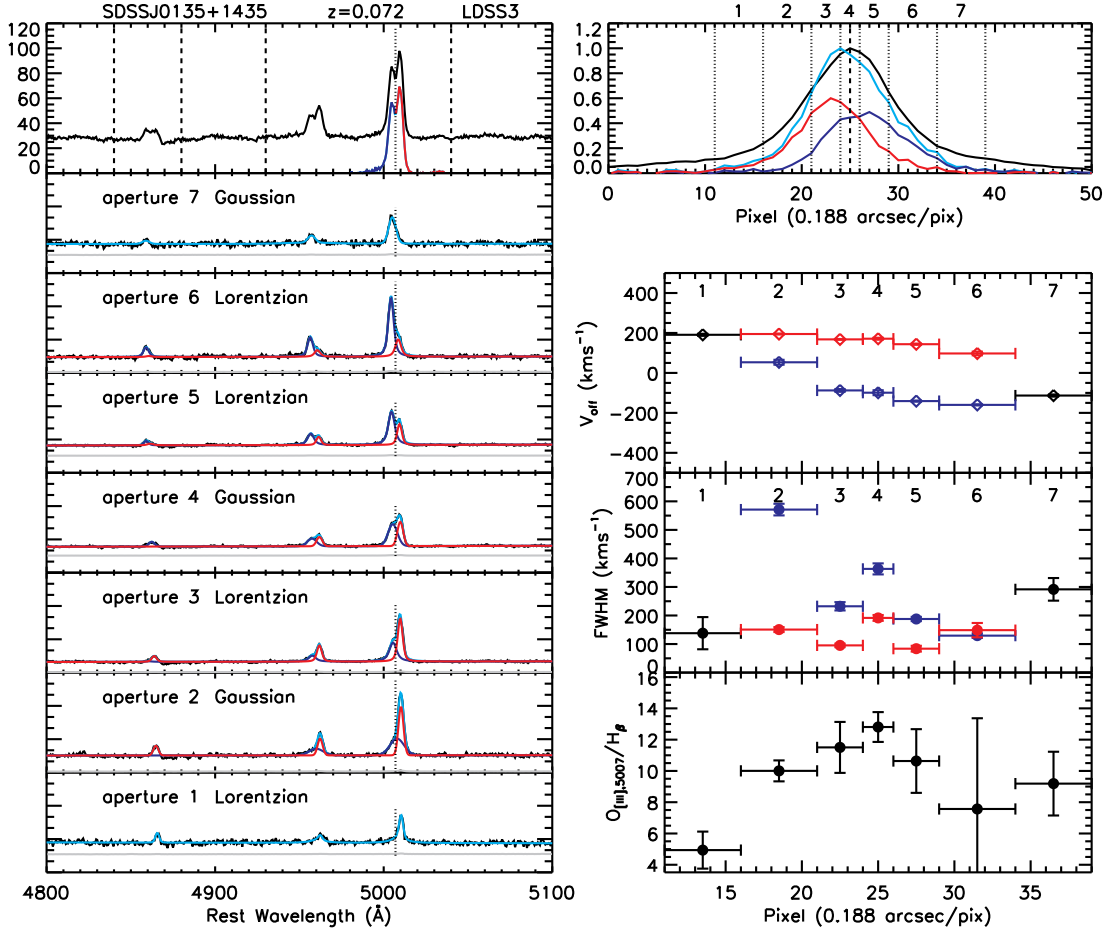 SDSSJ0135+1435 z=0.072 LDSS3
120
100
80
60
40
20
0
aperture 7 Gaussian
aperture 6 Lorentzian
aperture 5 Lorentzian
aperture 4 Gaussian
aperture 3 Lorentzian
aperture 2 Gaussian
aperture 1 Lorentzian
4800 4900 5000 5100
Rest Wavelength (Å)
1 2 3 4 5 6 7
1.2
1.0
0.8
0.6
0.4
0.2
0.0
0 10 20 30 40 50
Pixel (0.188 arcsec/pix)
1 2 3 4 5 6 7
400
200
0
-200
-400
V_off (kms⁻¹)
1 2 3 4 5 6 7
700
600
500
400
300
200
100
0
FWHM (kms⁻¹)
16
14
12
10
8
6
4
O_[III],5007/H_β
15 20 25 30 35
Pixel (0.188 arcsec/pix)